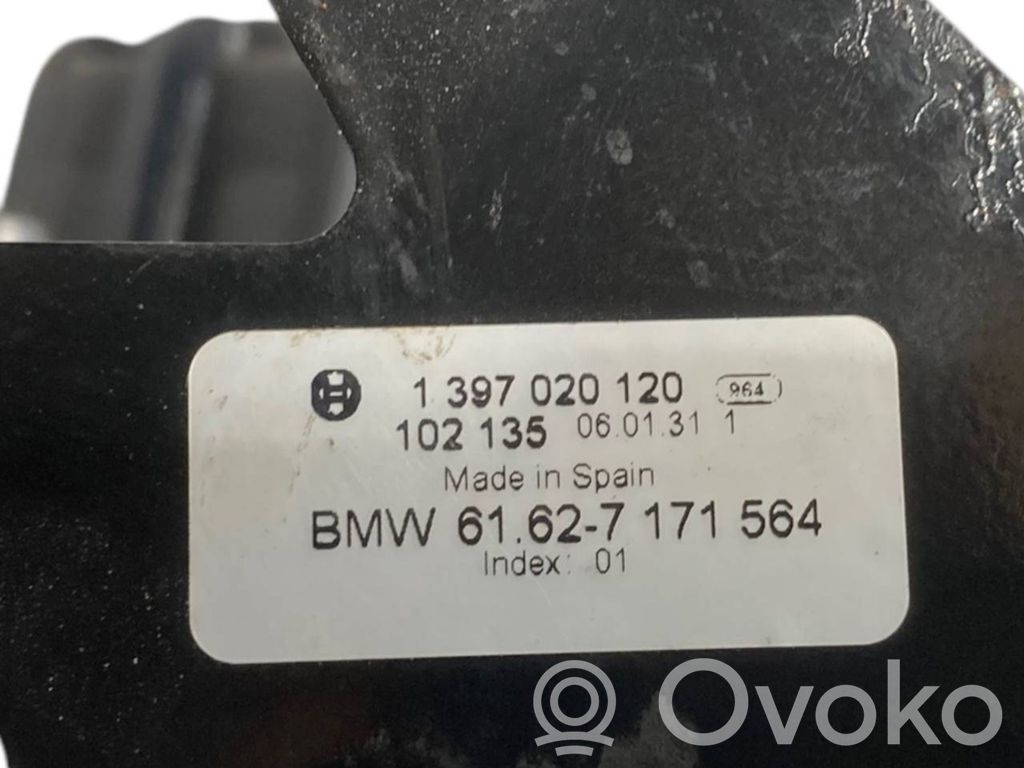 1 397 020 120 964
102 135 06.01.31 1
Made in Spain
BMW 61.62-7 171 564
Index: 01
Ovoko